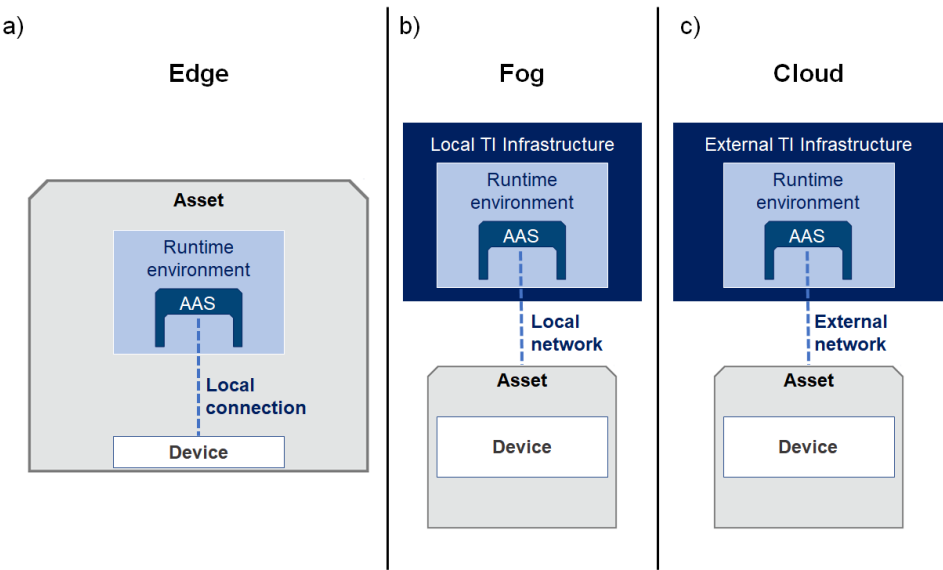 a)
Edge
Asset
Runtime
environment
AAS
Local
connection
Device
b)
Fog
Local TI Infrastructure
Runtime
environment
AAS
Local
network
Asset
Device
c)
Cloud
External TI Infrastructure
Runtime
environment
AAS
External
network
Asset
Device